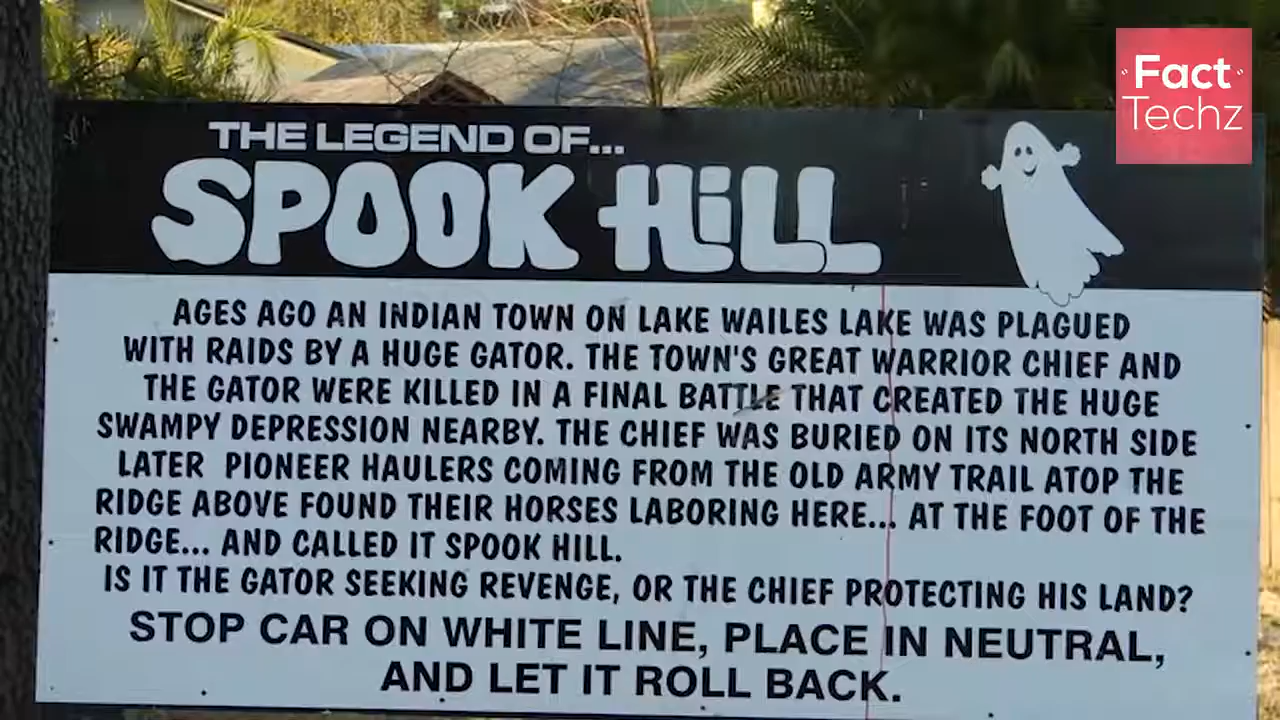 Fact
Techz
THE LEGEND OF...
SPOOK HiLL
AGES AGO AN INDIAN TOWN ON LAKE WAILES LAKE WAS PLAGUED
WITH RAIDS BY A HUGE GATOR. THE TOWN'S GREAT WARRIOR CHIEF AND
THE GATOR WERE KILLED IN A FINAL BATTLE THAT CREATED THE HUGE
SWAMPY DEPRESSION NEARBY. THE CHIEF WAS BURIED ON ITS NORTH SIDE
LATER PIONEER HAULERS COMING FROM THE OLD ARMY TRAIL ATOP THE
RIDGE ABOVE FOUND THEIR HORSES LABORING HERE... AT THE FOOT OF THE
RIDGE... AND CALLED IT SPOOK HILL.
IS IT THE GATOR SEEKING REVENGE, OR THE CHIEF PROTECTING HIS LAND?
STOP CAR ON WHITE LINE, PLACE IN NEUTRAL,
AND LET IT ROLL BACK.